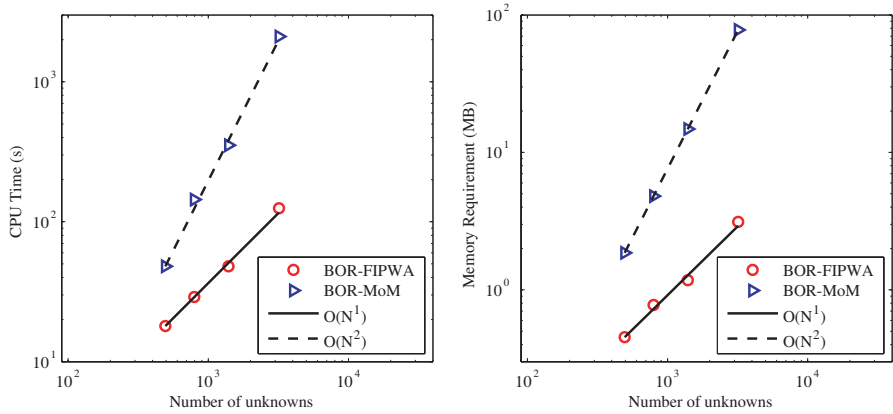 CPU Time (s)
10^3
10^2
10^1
10^2
10^3
10^4
Number of unknowns
BOR-FIPWA
BOR-MoM
O(N^1)
O(N^2)
Memory Requirement (MB)
10^2
10^1
10^0
10^2
10^3
10^4
Number of unknowns
BOR-FIPWA
BOR-MoM
O(N^1)
O(N^2)